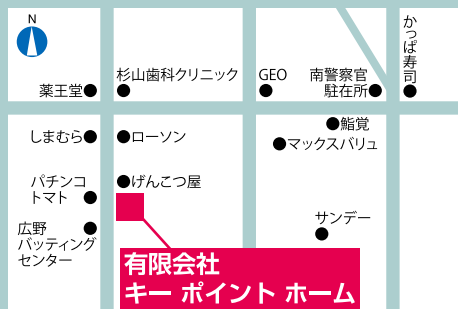 N
かっぱ寿司
杉山歯科クリニック
GEO
南警察官
駐在所
薬王堂
しまむら
ローソン
鮨覚
マックスバリュ
パチンコ
トマト
げんこつ屋
広野
バッティング
センター
サンデー
有限会社
キー ポイント ホーム